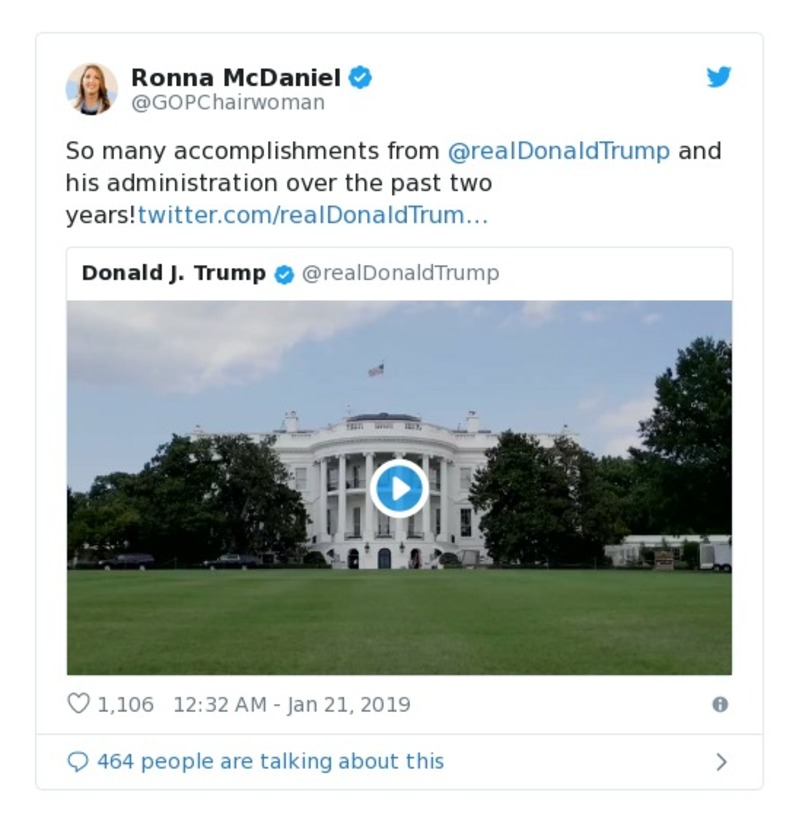 Ronna McDaniel
@GOPChairwoman
So many accomplishments from @realDonaldTrump and
his administration over the past two
years!twitter.com/realDonaldTrum…
Donald J. Trump @realDonaldTrump
1,106 12:32 AM - Jan 21, 2019
464 people are talking about this